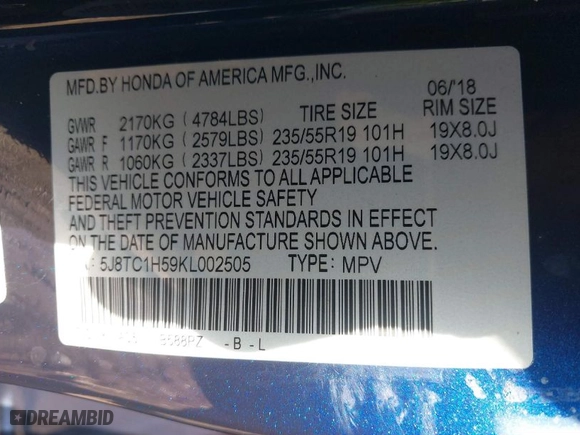 MFD.BY HONDA OF AMERICA MFG.,INC. 06/'18
TIRE SIZE RIM SIZE
GVWR 2170KG (4784LBS)
GAWR F 1170KG (2579LBS) 235/55R19 101H 19X8.0J
GAWR R 1060KG (2337LBS) 235/55R19 101H 19X8.0J
THIS VEHICLE CONFORMS TO ALL APPLICABLE
FEDERAL MOTOR VEHICLE SAFETY
AND THEFT PREVENTION STANDARDS IN EFFECT
ON THE DATE OF MANUFACTURE SHOWN ABOVE.
5J8TC1H59KL002505 TYPE: MPV
B588PZ -B-L
DREAMBID